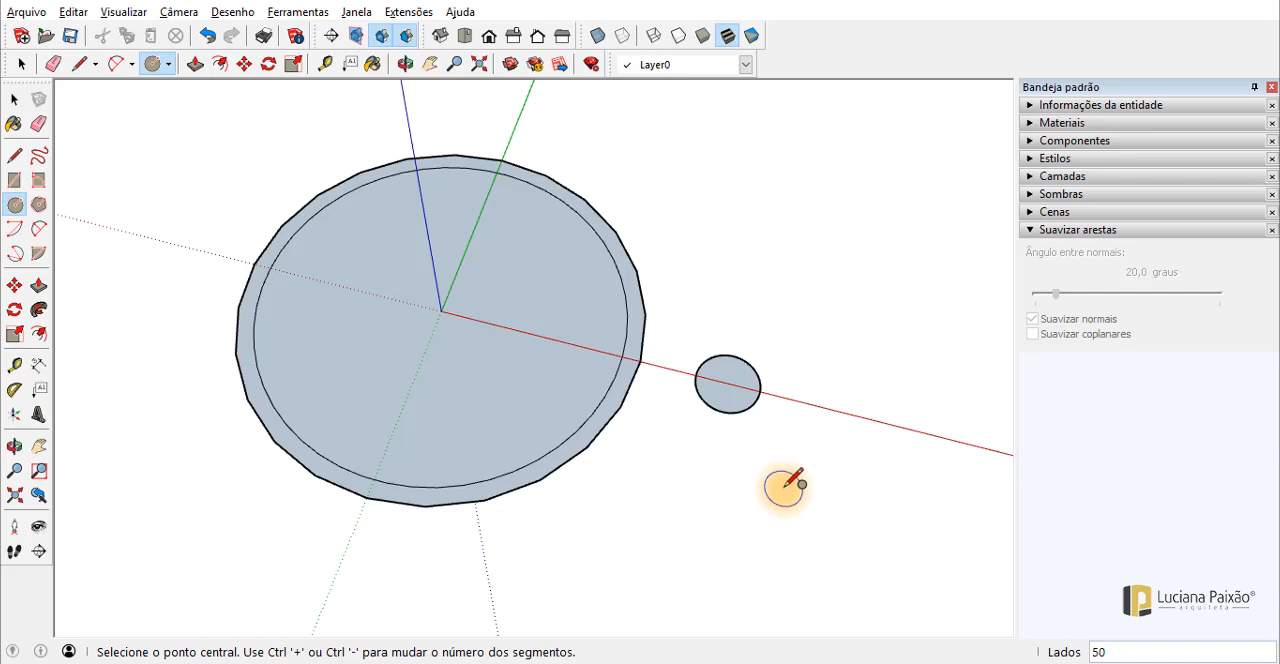 Arquivo Editar Visualizar Câmera Desenho Ferramentas Janela Extensões Ajuda
Layer0
Bandeja padrão
Informações da entidade
Materiais
Componentes
Estilos
Camadas
Sombras
Cenas
Suavizar arestas
Ângulo entre normais:
20,0 graus
Suavizar normais
Suavizar coplanares
Luciana Paixão®
arquiteta
Selecione o ponto central. Use Ctrl '+' ou Ctrl '-' para mudar o número dos segmentos.
Lados 50